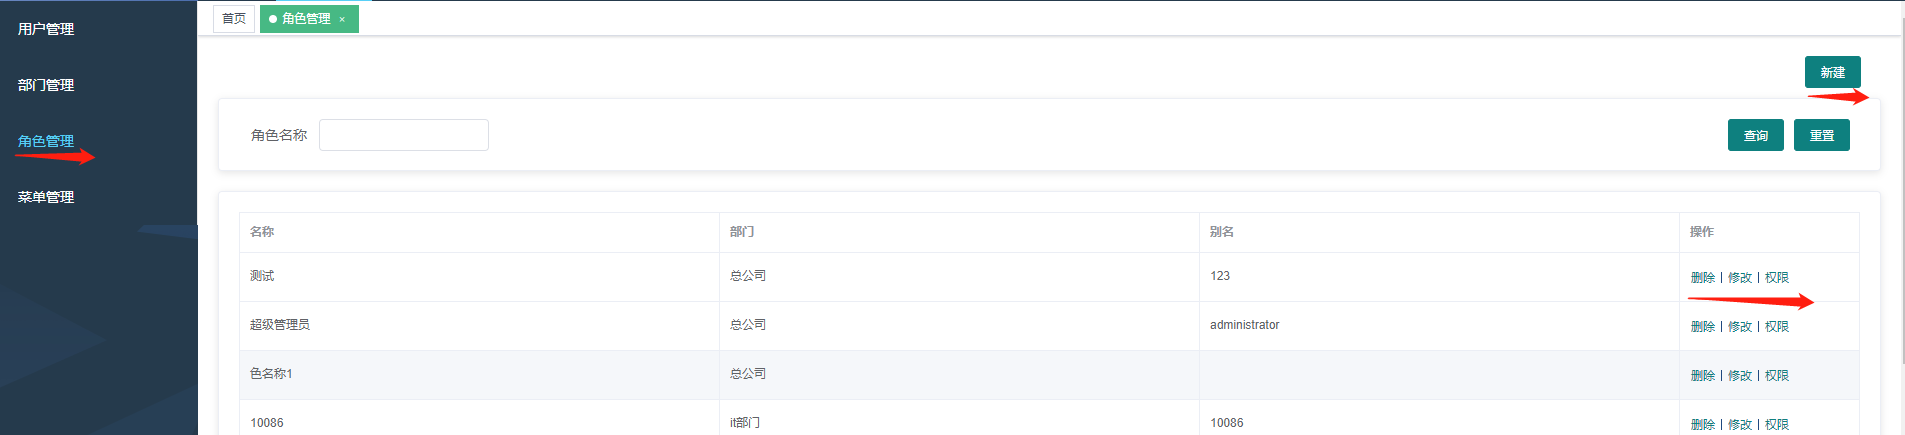 用户管理
部门管理
角色管理
菜单管理
首页 角色管理 ×
新建
角色名称 查询 重置
名称 部门 别名 操作
测试 总公司 123 删除 | 修改 | 权限
超级管理员 总公司 administrator 删除 | 修改 | 权限
色名称1 总公司 删除 | 修改 | 权限
10086 it部门 10086 删除 | 修改 | 权限